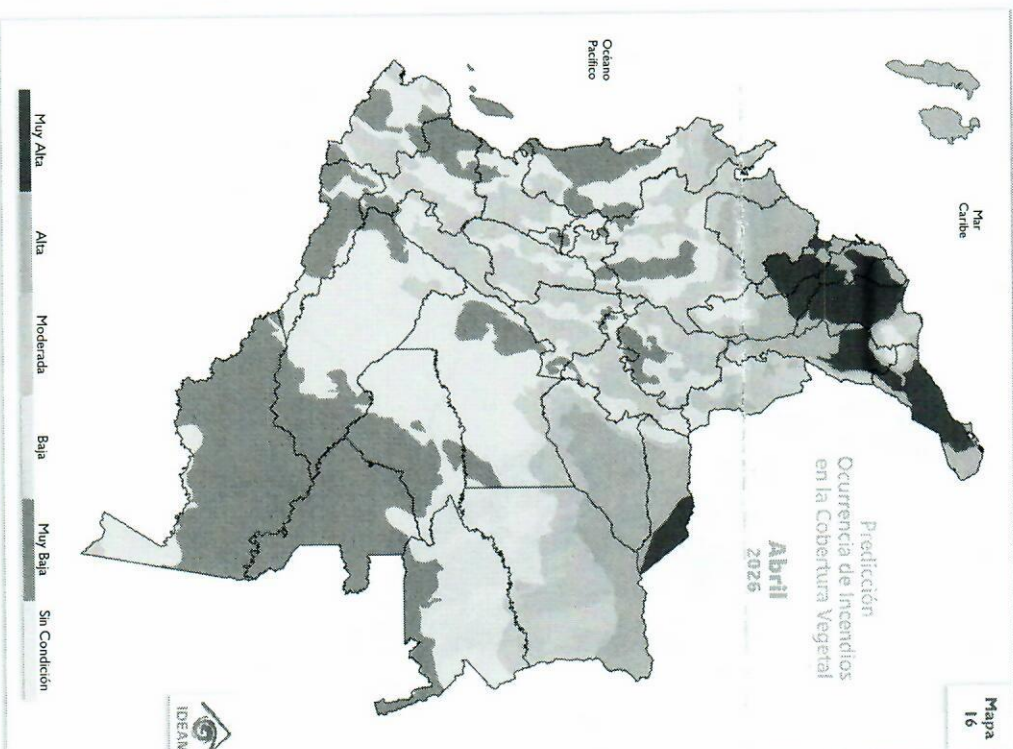 Mapa
16
Predicción
Ocurrencia de Incendios
en la Cobertura Vegetal
Abril
2026
Mar
Caribe
Océano
Pacífico
IDEAM
Muy Alta
Alta
Moderada
Baja
Muy Baja
Sin Condición